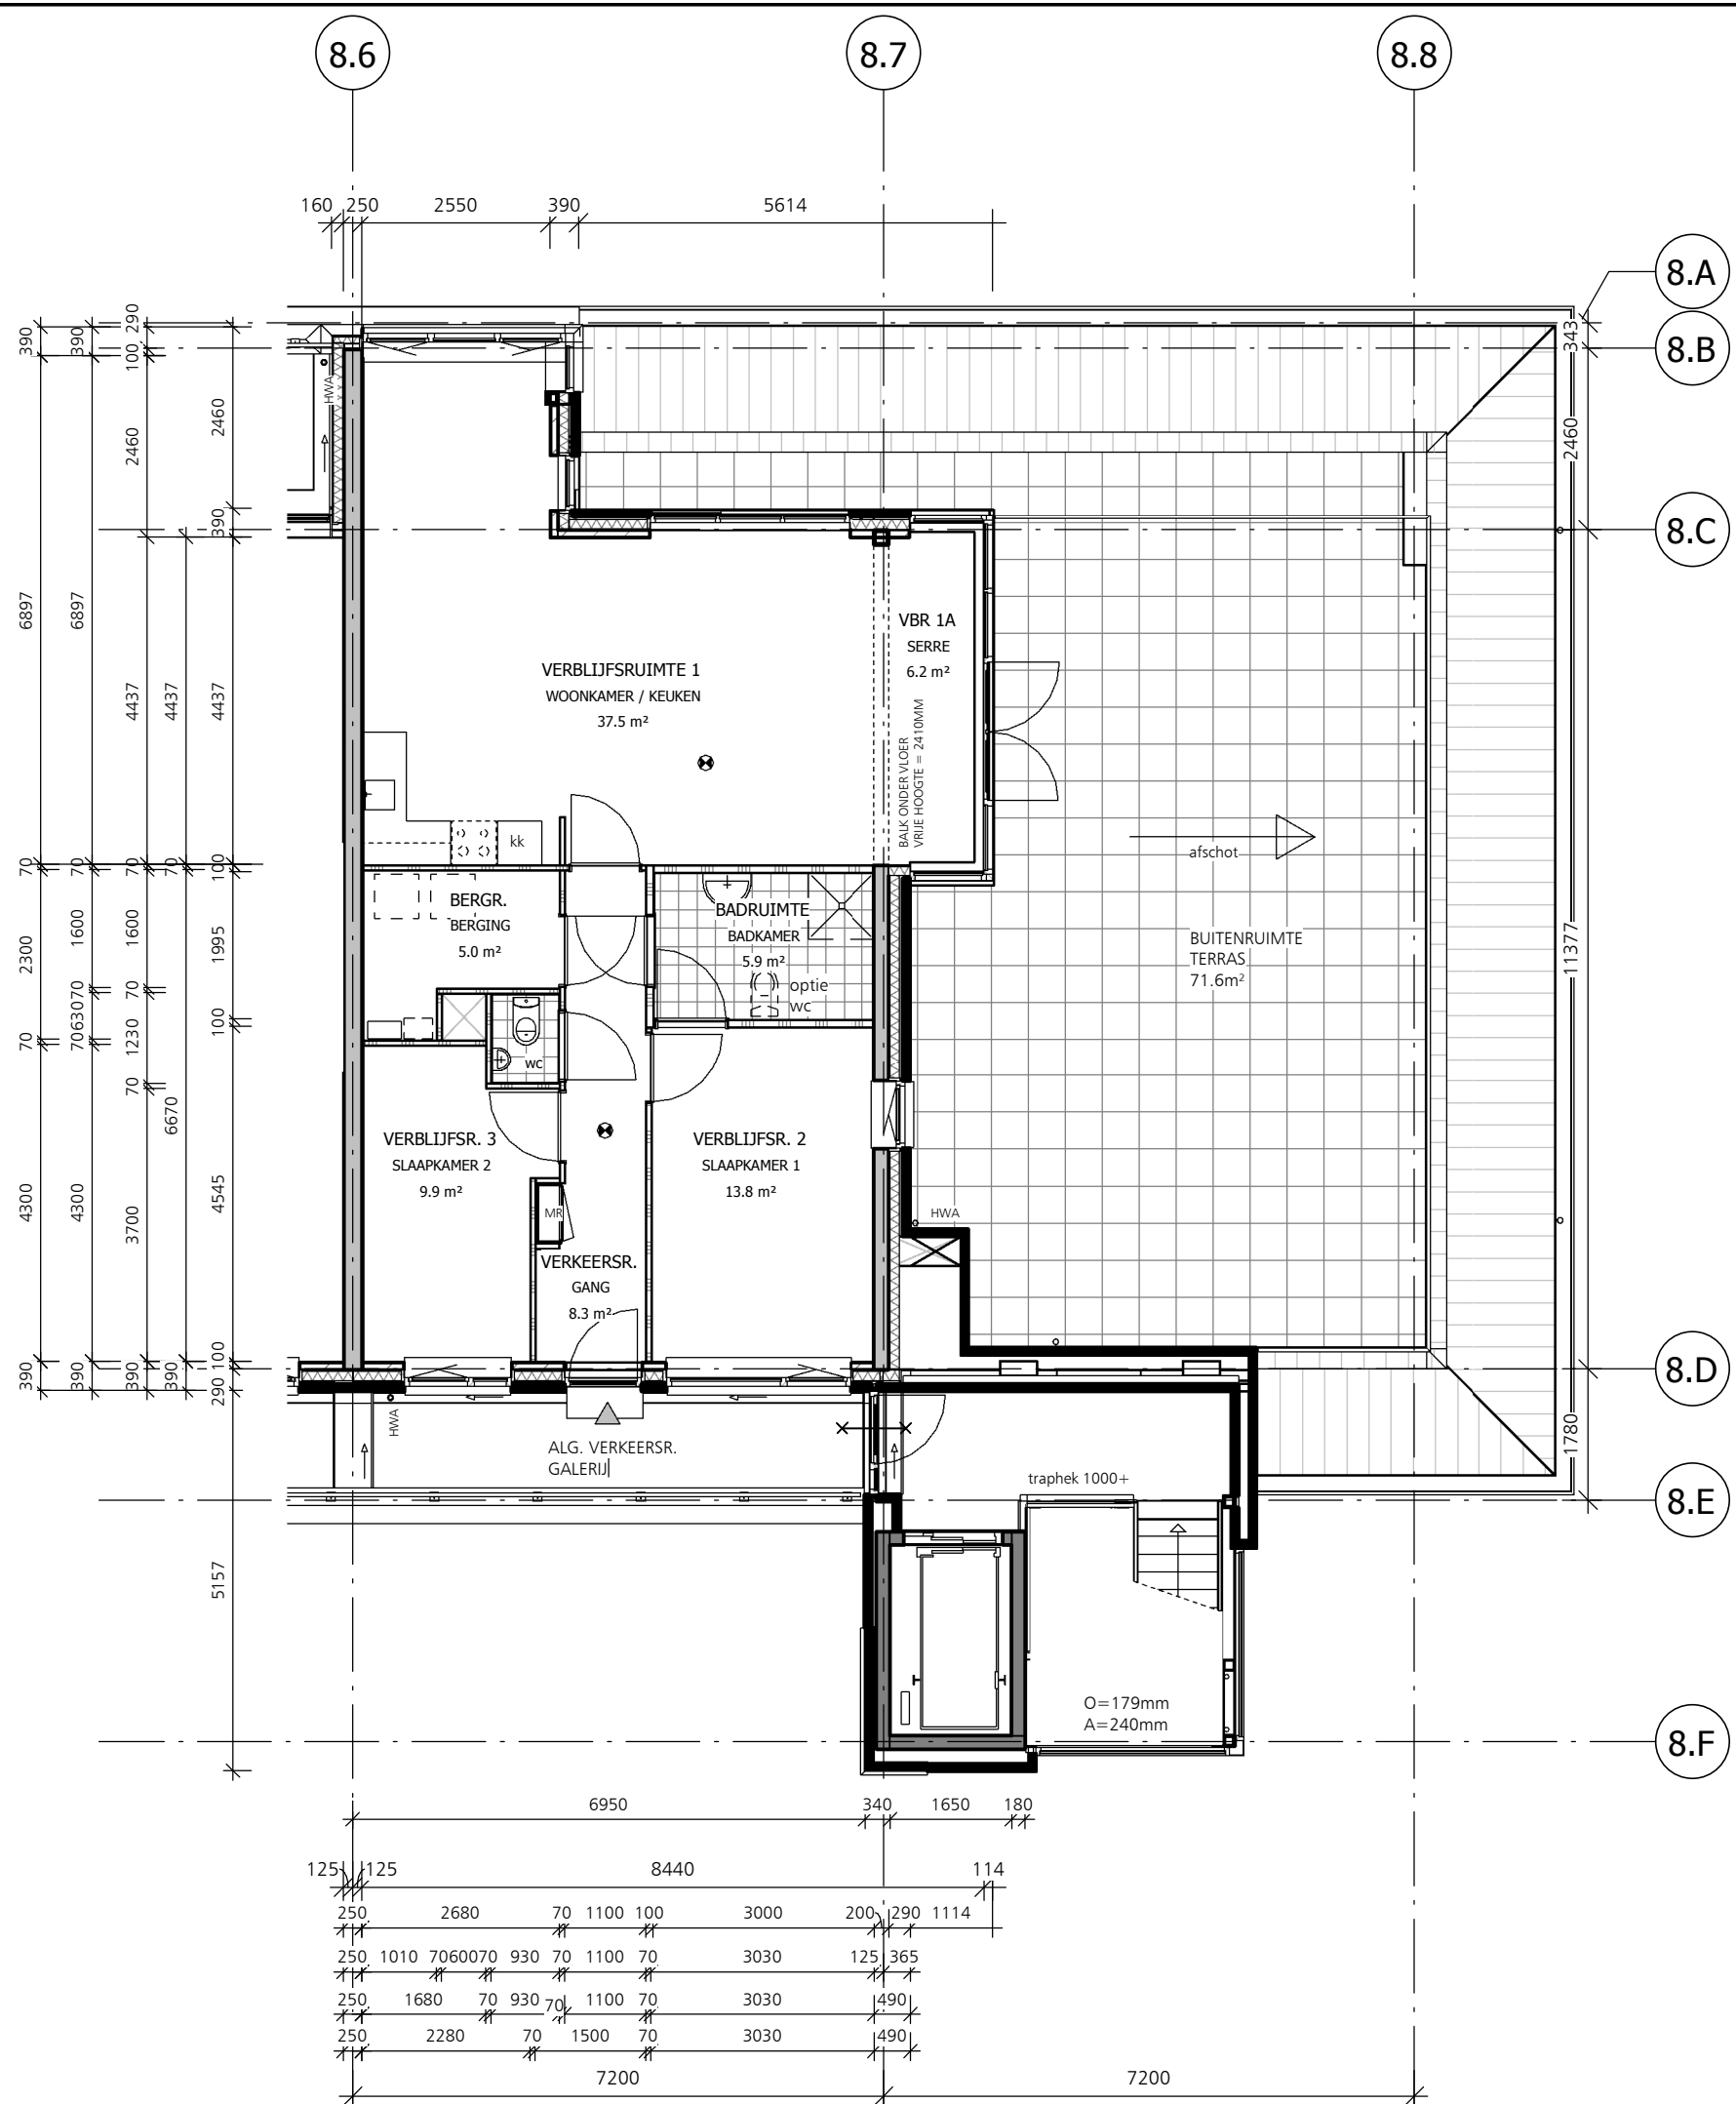 8.6
8.7
8.8
160 250 2550 390 5614
8.A
8.B
8.C
8.D
8.E
8.F
343
2460
11377
1780
390
6897
70
2300
70
4300
390
390
6897
70
1600
70
630
70
4300
390
290
100
2460
4437
70
1600
70
1230
70
3700
390
4437
70
6670
390
2460
390
4437
100
1995
100
4545
100
290
5157
HWA
VERBLIJFSRUIMTE 1
WOONKAMER / KEUKEN
37.5 m²
VBR 1A
SERRE
6.2 m²
BALK ONDER VLOER
VRIJE HOOGTE = 2410MM
kk
afschot
BERGR.
BERGING
5.0 m²
BADRUIMTE
BADKAMER
5.9 m²
optie
wc
wc
BUITENRUIMTE
TERRAS
71.6m²
VERBLIJFSR. 3
SLAAPKAMER 2
9.9 m²
VERBLIJFSR. 2
SLAAPKAMER 1
13.8 m²
MR
HWA
VERKEERSR.
GANG
8.3 m²
HWA
ALG. VERKEERSR.
GALERIJ
traphek 1000+
O=179mm
A=240mm
6950 340 1650 180
125 125 8440 114
250 2680 70 1100 100 3000 200 290 1114
250 1010 70 600 70 930 70 1100 70 3030 125 365
250 1680 70 930 70 1100 70 3030 490
250 2280 70 1500 70 3030 490
7200 7200